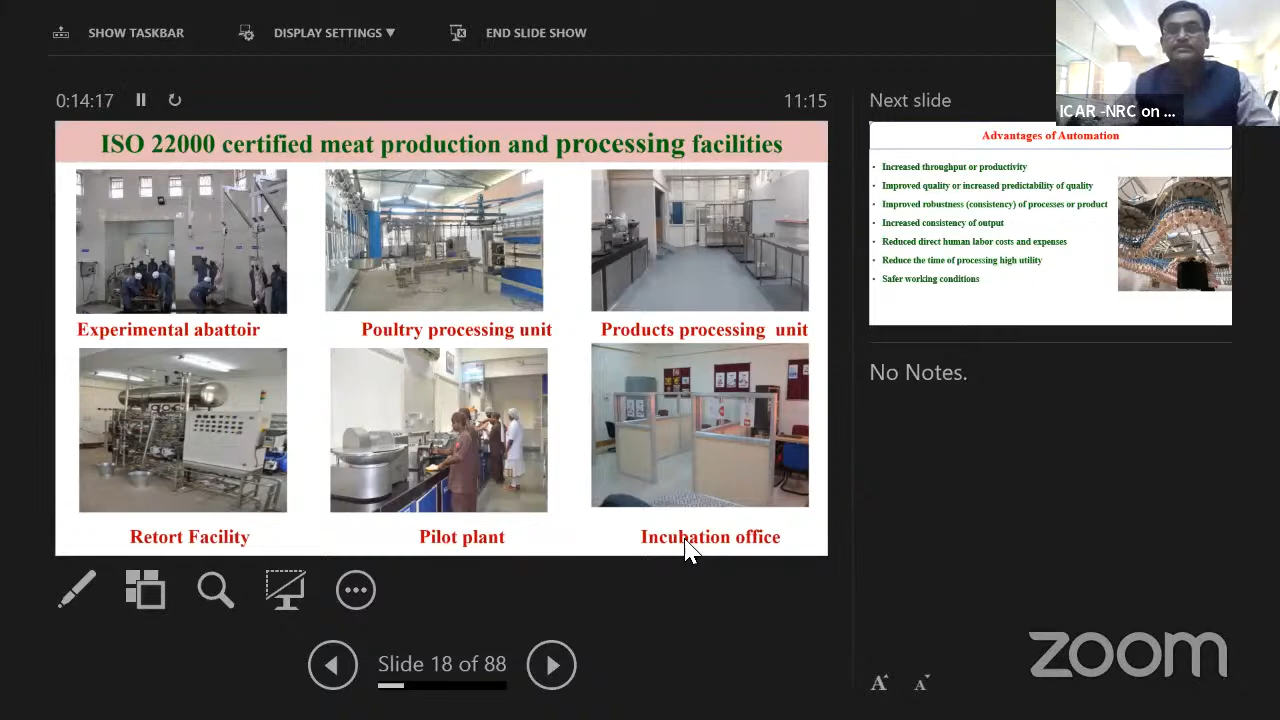 SHOW TASKBAR
DISPLAY SETTINGS ▼
END SLIDE SHOW
0:14:17
11:15
Next slide
ICAR -NRC on ...
ISO 22000 certified meat production and processing facilities
Experimental abattoir
Poultry processing unit
Products processing unit
Retort Facility
Pilot plant
Incubation office
Advantages of Automation
• Increased throughput or productivity
• Improved quality or increased predictability of quality
• Improved robustness (consistency) of processes or product
• Increased consistency of output
• Reduced direct human labor costs and expenses
• Reduce the time of processing high utility
• Safer working conditions
No Notes.
Slide 18 of 88
A A
zoom